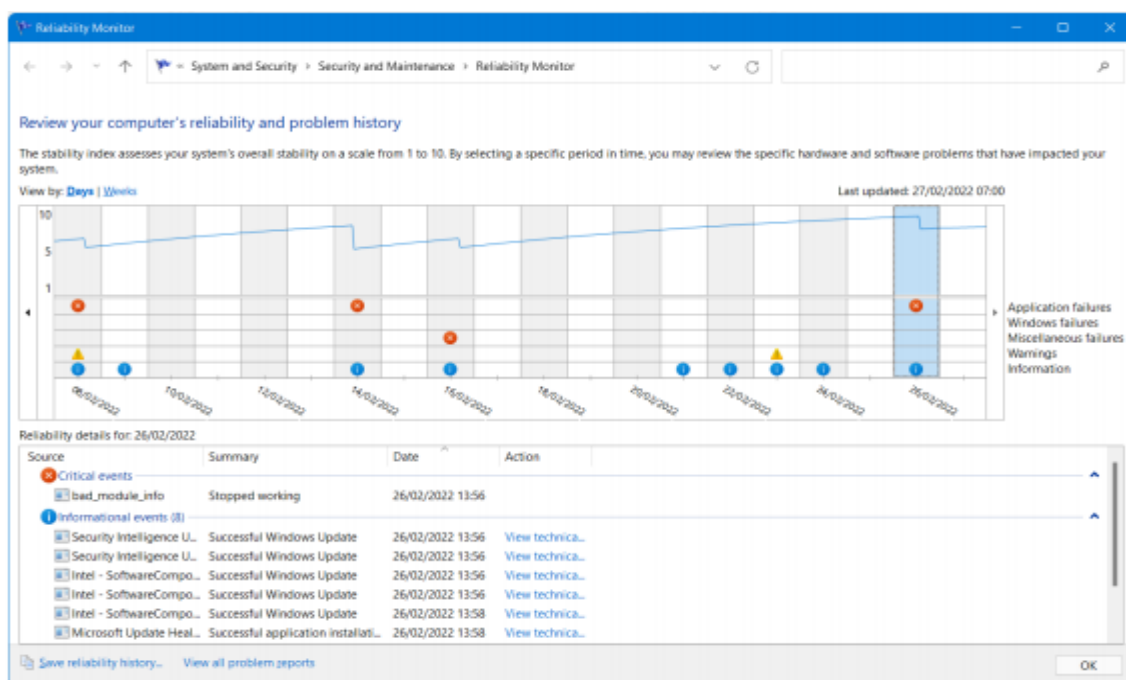 Reliability Monitor
System and Security > Security and Maintenance > Reliability Monitor
Review your computer's reliability and problem history
The stability index assesses your system's overall stability on a scale from 1 to 10. By selecting a specific period in time, you may review the specific hardware and software problems that have impacted your
system.
View by: Days | Weeks
Last updated: 27/02/2022 07:00
10
5
1
Application failures
Windows failures
Miscellaneous failures
Warnings
Information
08/02/2022 10/02/2022 12/02/2022 14/02/2022 16/02/2022 18/02/2022 20/02/2022 22/02/2022 24/02/2022 26/02/2022
Reliability details for: 26/02/2022
Source Summary Date Action
Critical events
bad_module_info Stopped working 26/02/2022 13:56
Informational events (8)
Security Intelligence U... Successful Windows Update 26/02/2022 13:56 View technica...
Security Intelligence U... Successful Windows Update 26/02/2022 13:56 View technica...
Intel - SoftwareCompo... Successful Windows Update 26/02/2022 13:56 View technica...
Intel - SoftwareCompo... Successful Windows Update 26/02/2022 13:56 View technica...
Intel - SoftwareCompo... Successful Windows Update 26/02/2022 13:58 View technica...
Microsoft Update Heal... Successful application installati... 26/02/2022 13:58 View technica...
Save reliability history... View all problem reports
OK